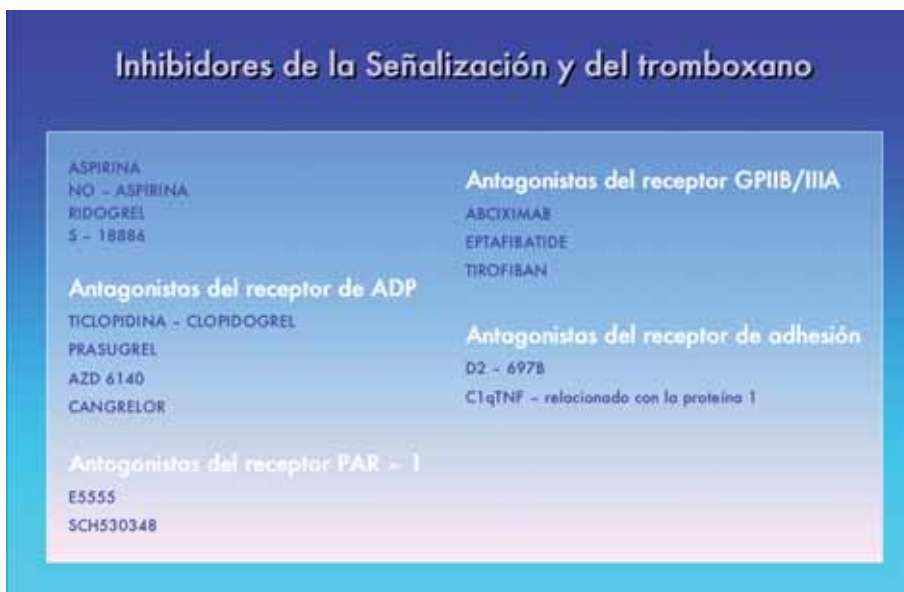 Inhibidores de la Señalización y del tromboxano
ASPIRINA
NO – ASPIRINA
RIDOGREL
S – 18886
Antagonistas del receptor de ADP
TICLOPIDINA – CLOPIDOGREL
PRASUGREL
AZD 6140
CANGRELOR
Antagonistas del receptor PAR – 1
E5555
SCH530348
Antagonistas del receptor GPIIB/IIIA
ABCIXIMAB
EPTAFIBATIDE
TIROFIBAN
Antagonistas del receptor de adhesión
D2 – 697B
C1qTNF – relacionado con la proteína 1